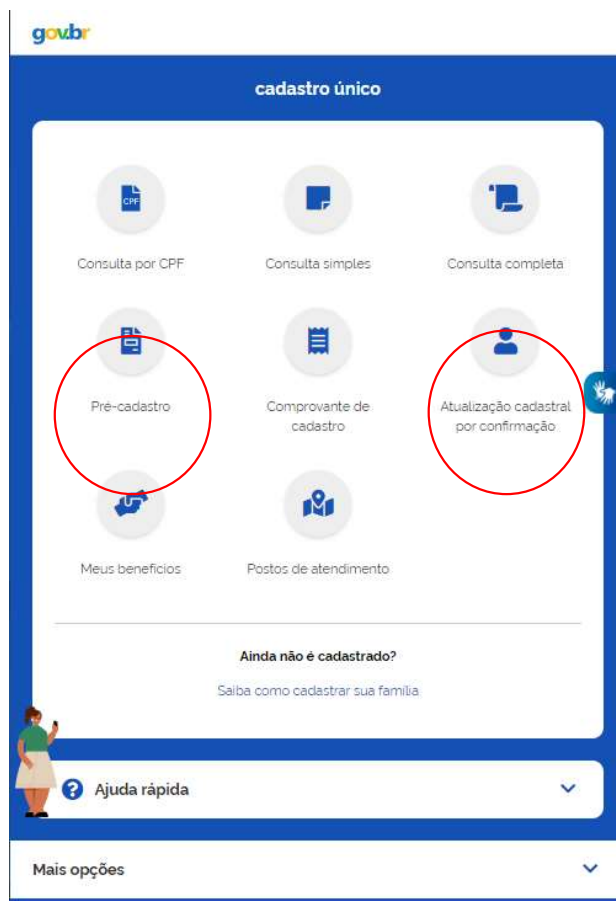 gov.br
cadastro único
CPF
Consulta por CPF
Consulta simples
Consulta completa
Pré-cadastro
Comprovante de
cadastro
Atualização cadastral
por confirmação
Meus benefícios
Postos de atendimento
Ainda não é cadastrado?
Saiba como cadastrar sua família
? Ajuda rápida
Mais opções